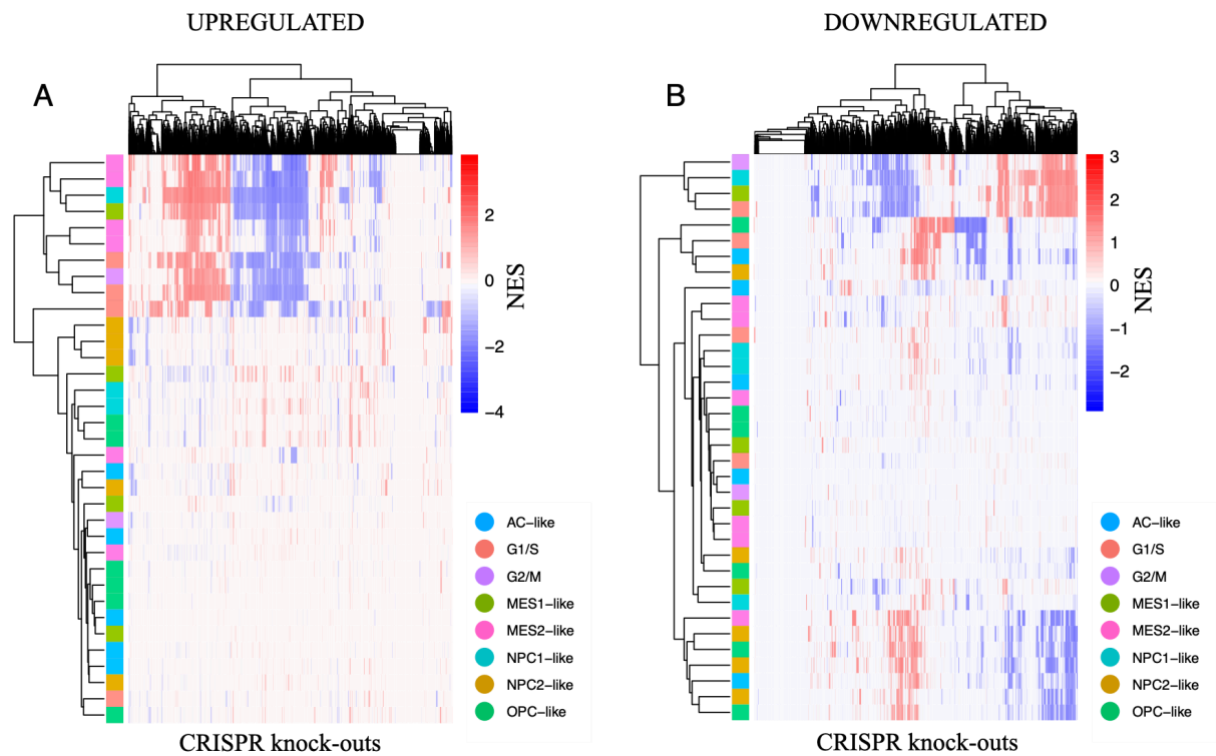 UPREGULATED
DOWNREGULATED
A
B
2
0
−2
−4
NES
3
2
1
0
−1
−2
NES
AC−like
G1/S
G2/M
MES1−like
MES2−like
NPC1−like
NPC2−like
OPC−like
AC−like
G1/S
G2/M
MES1−like
MES2−like
NPC1−like
NPC2−like
OPC−like
CRISPR knock-outs
CRISPR knock-outs